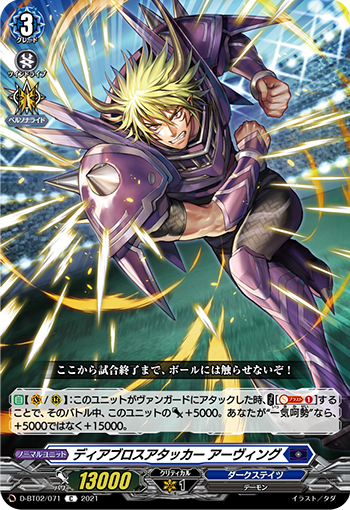 3
グレード
ツインドライブ
ペルソナライド
ここから試合終了まで、ボールには触らせないぞ!
自【(V)/(R)】:このユニットがヴァンガードにアタックした時、【コスト】[カウンターブラスト1]する
ことで、そのバトル中、このユニットのパワー+5000。あなたが"一気呵勢"なら、
+5000ではなく+15000。
ノーマルユニット
ディアブロスアタッカー アーヴィング
パワー
13000
クリティカル
1
ダークステイツ
デーモン
D-BT02/071 C 2021
イラスト/タダ